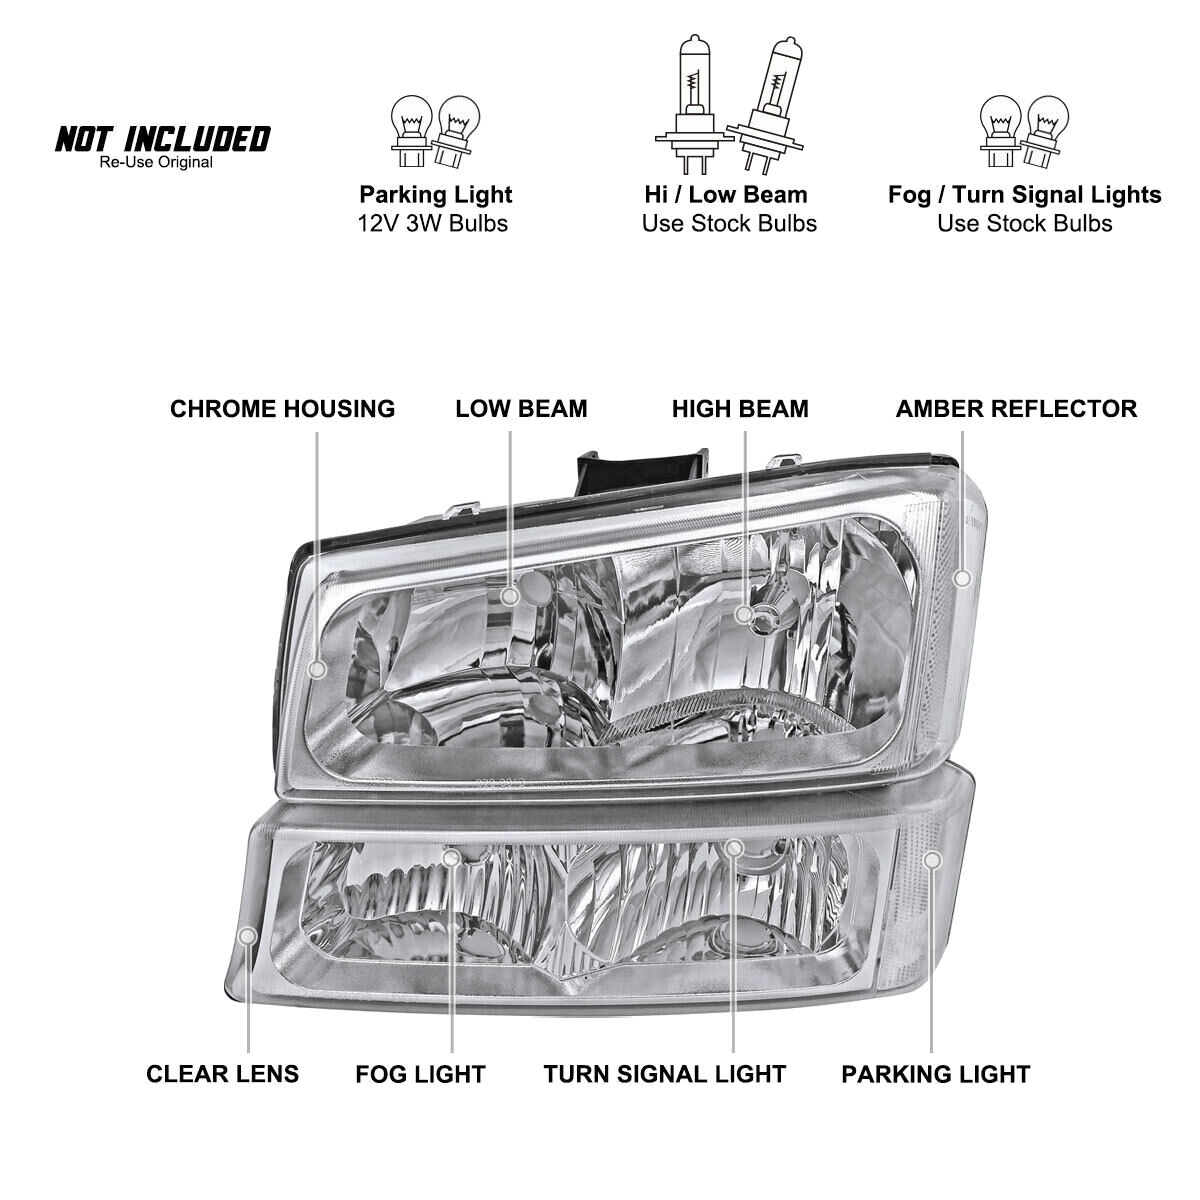 NOT INCLUDED
Re-Use Original
Parking Light
12V 3W Bulbs
Hi / Low Beam
Use Stock Bulbs
Fog / Turn Signal Lights
Use Stock Bulbs
CHROME HOUSING
LOW BEAM
HIGH BEAM
AMBER REFLECTOR
CLEAR LENS
FOG LIGHT
TURN SIGNAL LIGHT
PARKING LIGHT